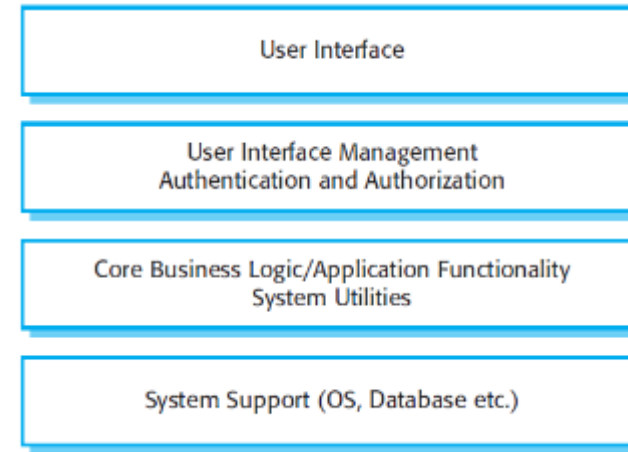 User Interface
User Interface Management
Authentication and Authorization
Core Business Logic/Application Functionality
System Utilities
System Support (OS, Database etc.)